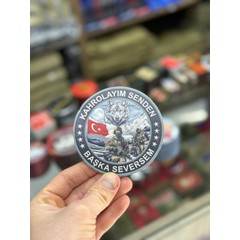 KAHROLAYIM SENDEN
BAŞKA SEVERSEM